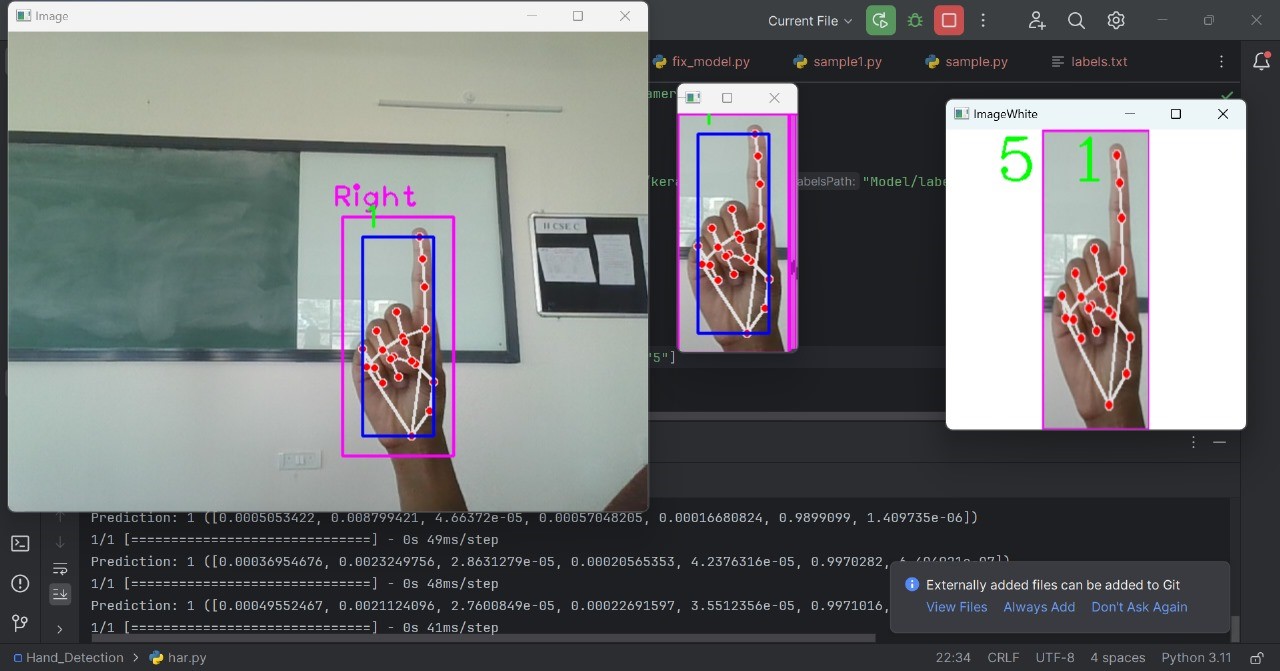 Image
Current File
fix_model.py
sample1.py
sample.py
labels.txt
ImageWhite
Right
1
II CSE C
5 1
labelsPath: "Model/labe
"5"]
Prediction: 1 ([0.0005053422, 0.008799421, 4.66372e-05, 0.00057048205, 0.00016680824, 0.9899099, 1.409735e-06])
1/1 [==============================] - 0s 49ms/step
Prediction: 1 ([0.00036954676, 0.0023249756, 2.8631279e-05, 0.00020565353, 4.2376316e-05, 0.9970282,
1/1 [==============================] - 0s 48ms/step
Prediction: 1 ([0.00049552467, 0.0021124096, 2.7600849e-05, 0.00022691597, 3.5512356e-05, 0.9971016,
1/1 [==============================] - 0s 41ms/step
Externally added files can be added to Git
View Files Always Add Don't Ask Again
Hand_Detection > har.py
22:34 CRLF UTF-8 4 spaces Python 3.11